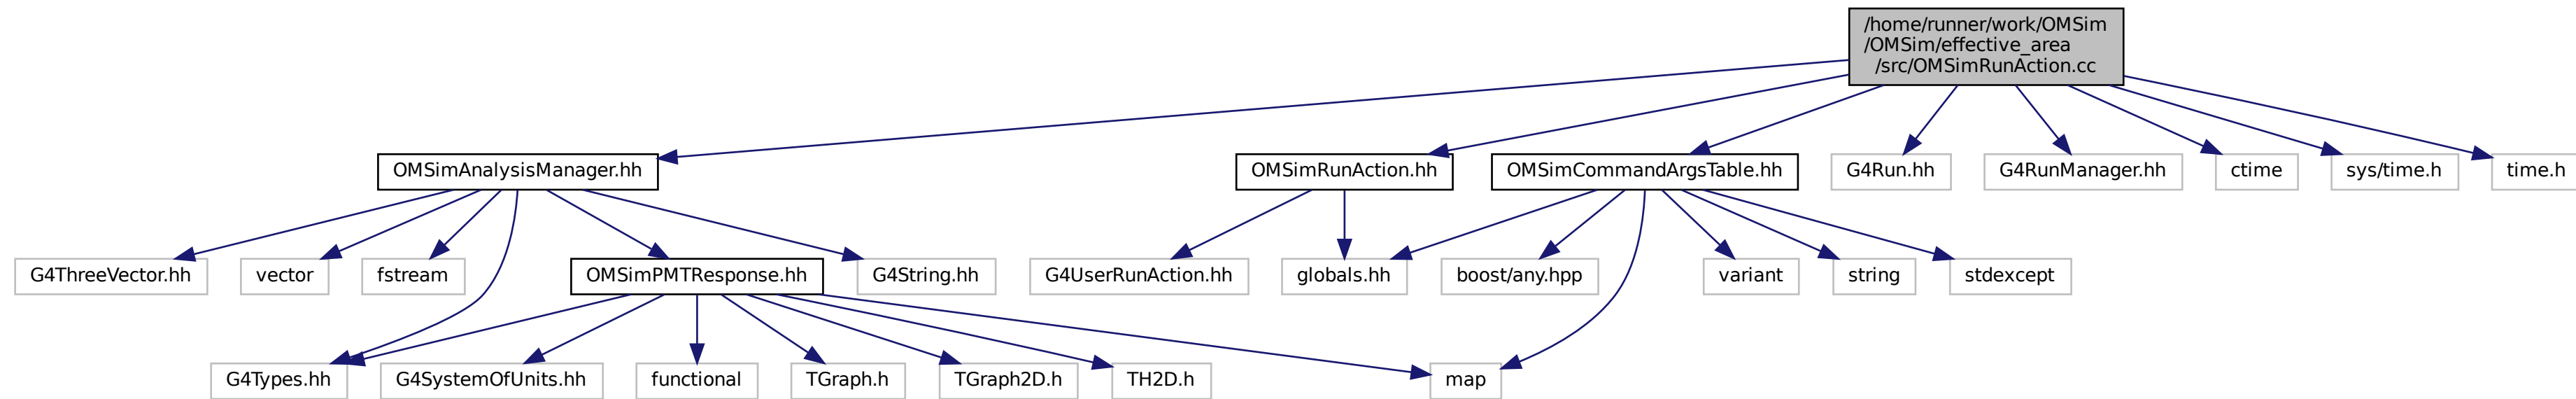 /home/runner/work/OMSim
/OMSim/effective_area
/src/OMSimRunAction.cc
OMSimAnalysisManager.hh
OMSimRunAction.hh
OMSimCommandArgsTable.hh
G4Run.hh
G4RunManager.hh
ctime
sys/time.h
time.h
G4ThreeVector.hh
vector
fstream
OMSimPMTResponse.hh
G4String.hh
G4UserRunAction.hh
globals.hh
boost/any.hpp
variant
string
stdexcept
G4Types.hh
G4SystemOfUnits.hh
functional
TGraph.h
TGraph2D.h
TH2D.h
map